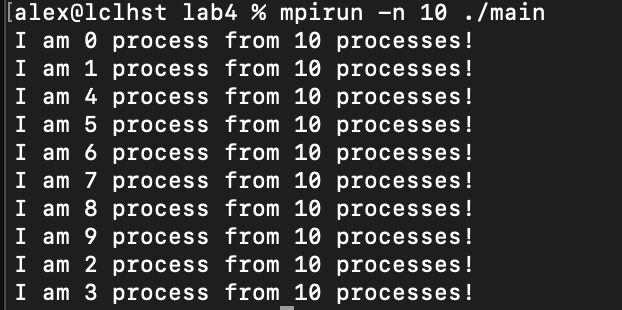 [alex@lclhst lab4 % mpirun -n 10 ./main
I am 0 process from 10 processes!
I am 1 process from 10 processes!
I am 4 process from 10 processes!
I am 5 process from 10 processes!
I am 6 process from 10 processes!
I am 7 process from 10 processes!
I am 8 process from 10 processes!
I am 9 process from 10 processes!
I am 2 process from 10 processes!
I am 3 process from 10 processes!